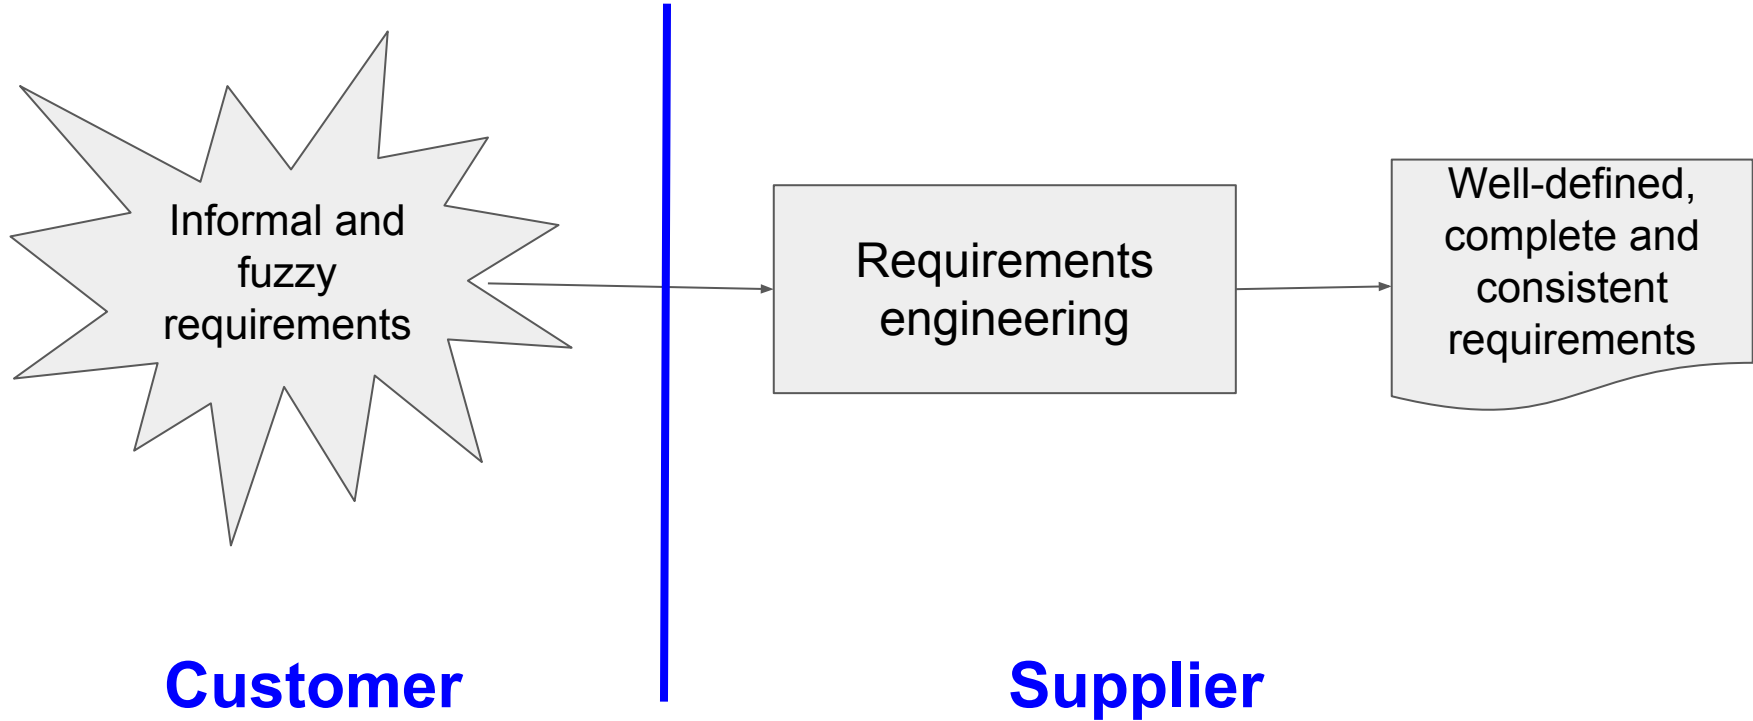 Informal and
fuzzy
requirements
Requirements
engineering
Well-defined,
complete and
consistent
requirements
Customer
Supplier